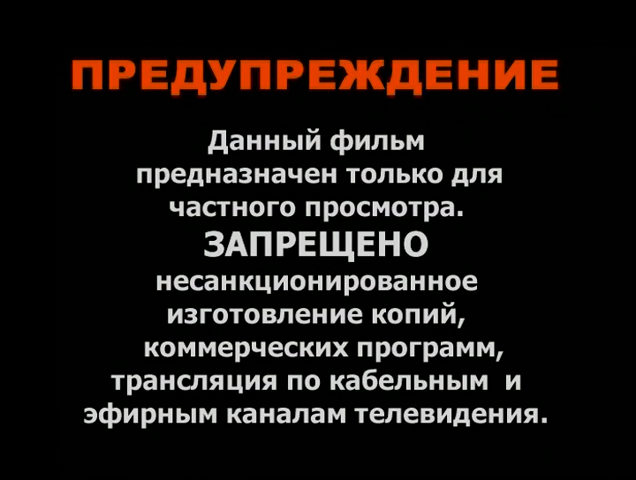 ПРЕДУПРЕЖДЕНИЕ
Данный фильм
предназначен только для
частного просмотра.
ЗАПРЕЩЕНО
несанкционированное
изготовление копий,
коммерческих программ,
трансляция по кабельным и
эфирным каналам телевидения.